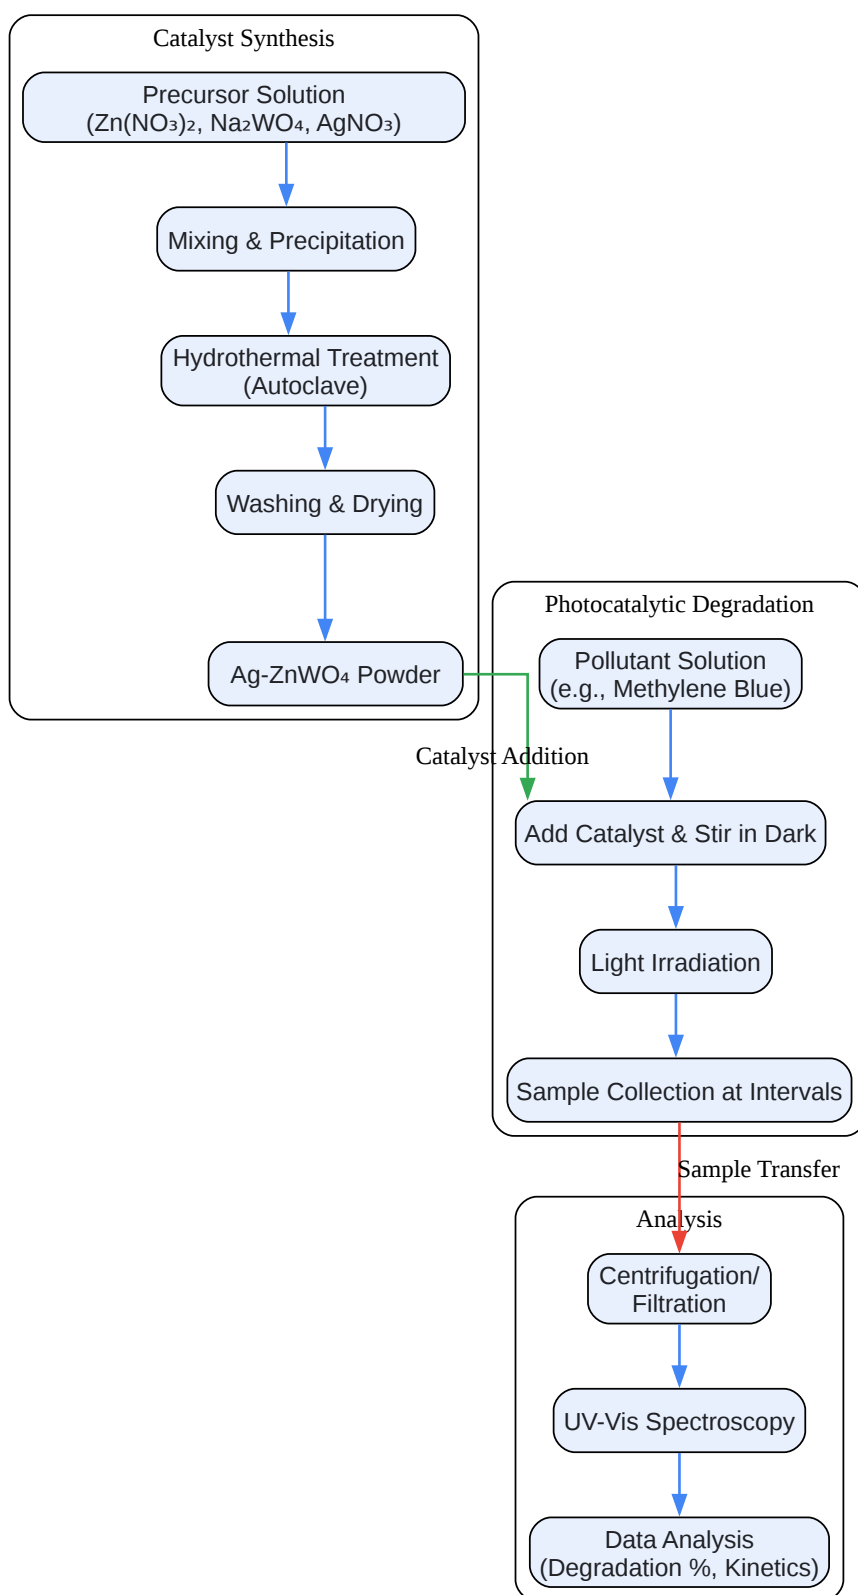 Catalyst Synthesis
Precursor Solution
(Zn(NO₃)₂, Na₂WO₄, AgNO₃)
Mixing & Precipitation
Hydrothermal Treatment
(Autoclave)
Washing & Drying
Ag-ZnWO₄ Powder
Catalyst Addition
Photocatalytic Degradation
Pollutant Solution
(e.g., Methylene Blue)
Add Catalyst & Stir in Dark
Light Irradiation
Sample Collection at Intervals
Sample Transfer
Analysis
Centrifugation/
Filtration
UV-Vis Spectroscopy
Data Analysis
(Degradation %, Kinetics)